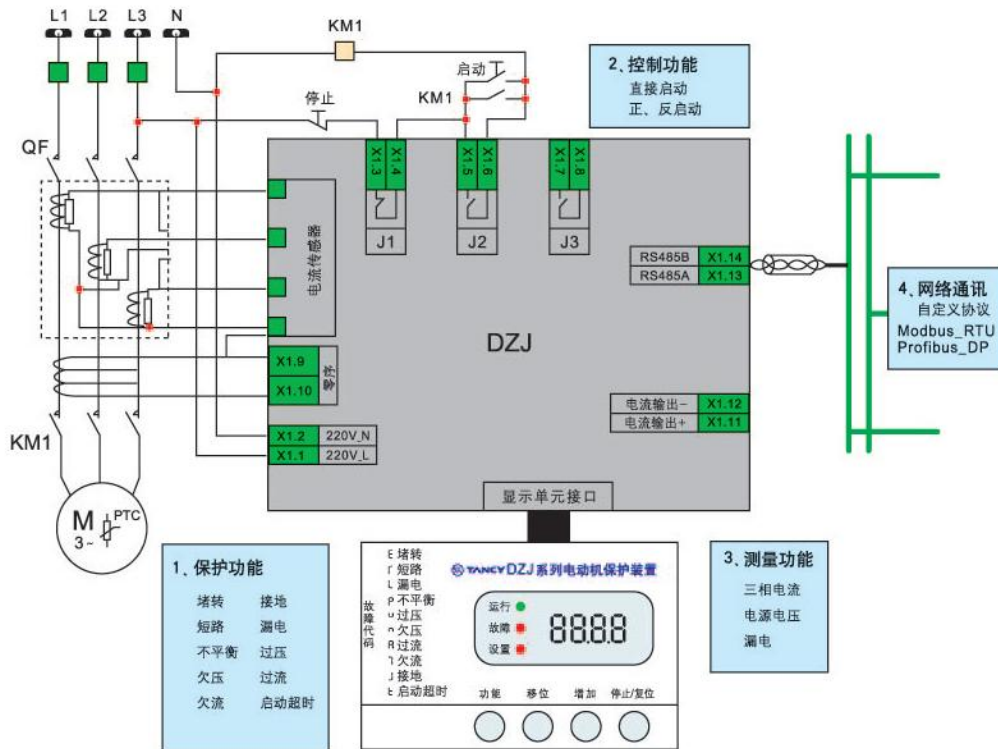 L1 L2 L3 N
KM1
启动
KM1
停止
QF
2、控制功能
直接启动
正、反启动
X1.3 X1.4 X1.5 X1.6 X1.7 X1.8
J1 J2 J3
电流传感器
RS485B X1.14
RS485A X1.13
DZJ
4、网络通讯
自定义协议
Modbus_RTU
Profibus_DP
X1.9
X1.10
零序
电流输出- X1.12
电流输出+ X1.11
KM1
X1.2 220V_N
X1.1 220V_L
显示单元接口
M
3~
PTC
1、保护功能
堵转 接地
短路 漏电
不平衡 过压
欠压 过流
欠流 启动超时
故障代码
堵转
短路
漏电
不平衡
过压
欠压
过流
欠流
接地
启动超时
TANCY DZJ系列电动机保护装置
运行
故障
设置
8.8.8.8
功能 移位 增加 停止/复位
3、测量功能
三相电流
电源电压
漏电